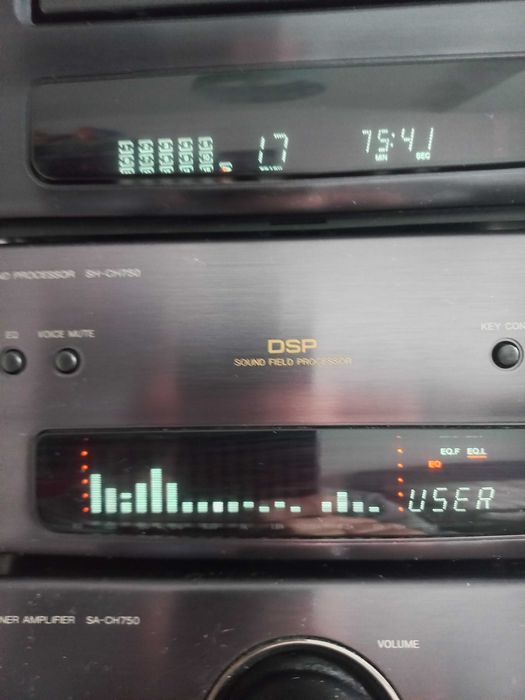 17 75:41
MIN SEC
ND PROCESSOR SH-CH750
EQ VOICE MUTE
KEY CON
DSP
SOUND FIELD PROCESSOR
EQ.F EQ.L
EQ
USER
NER AMPLIFIER SA-CH750
VOLUME